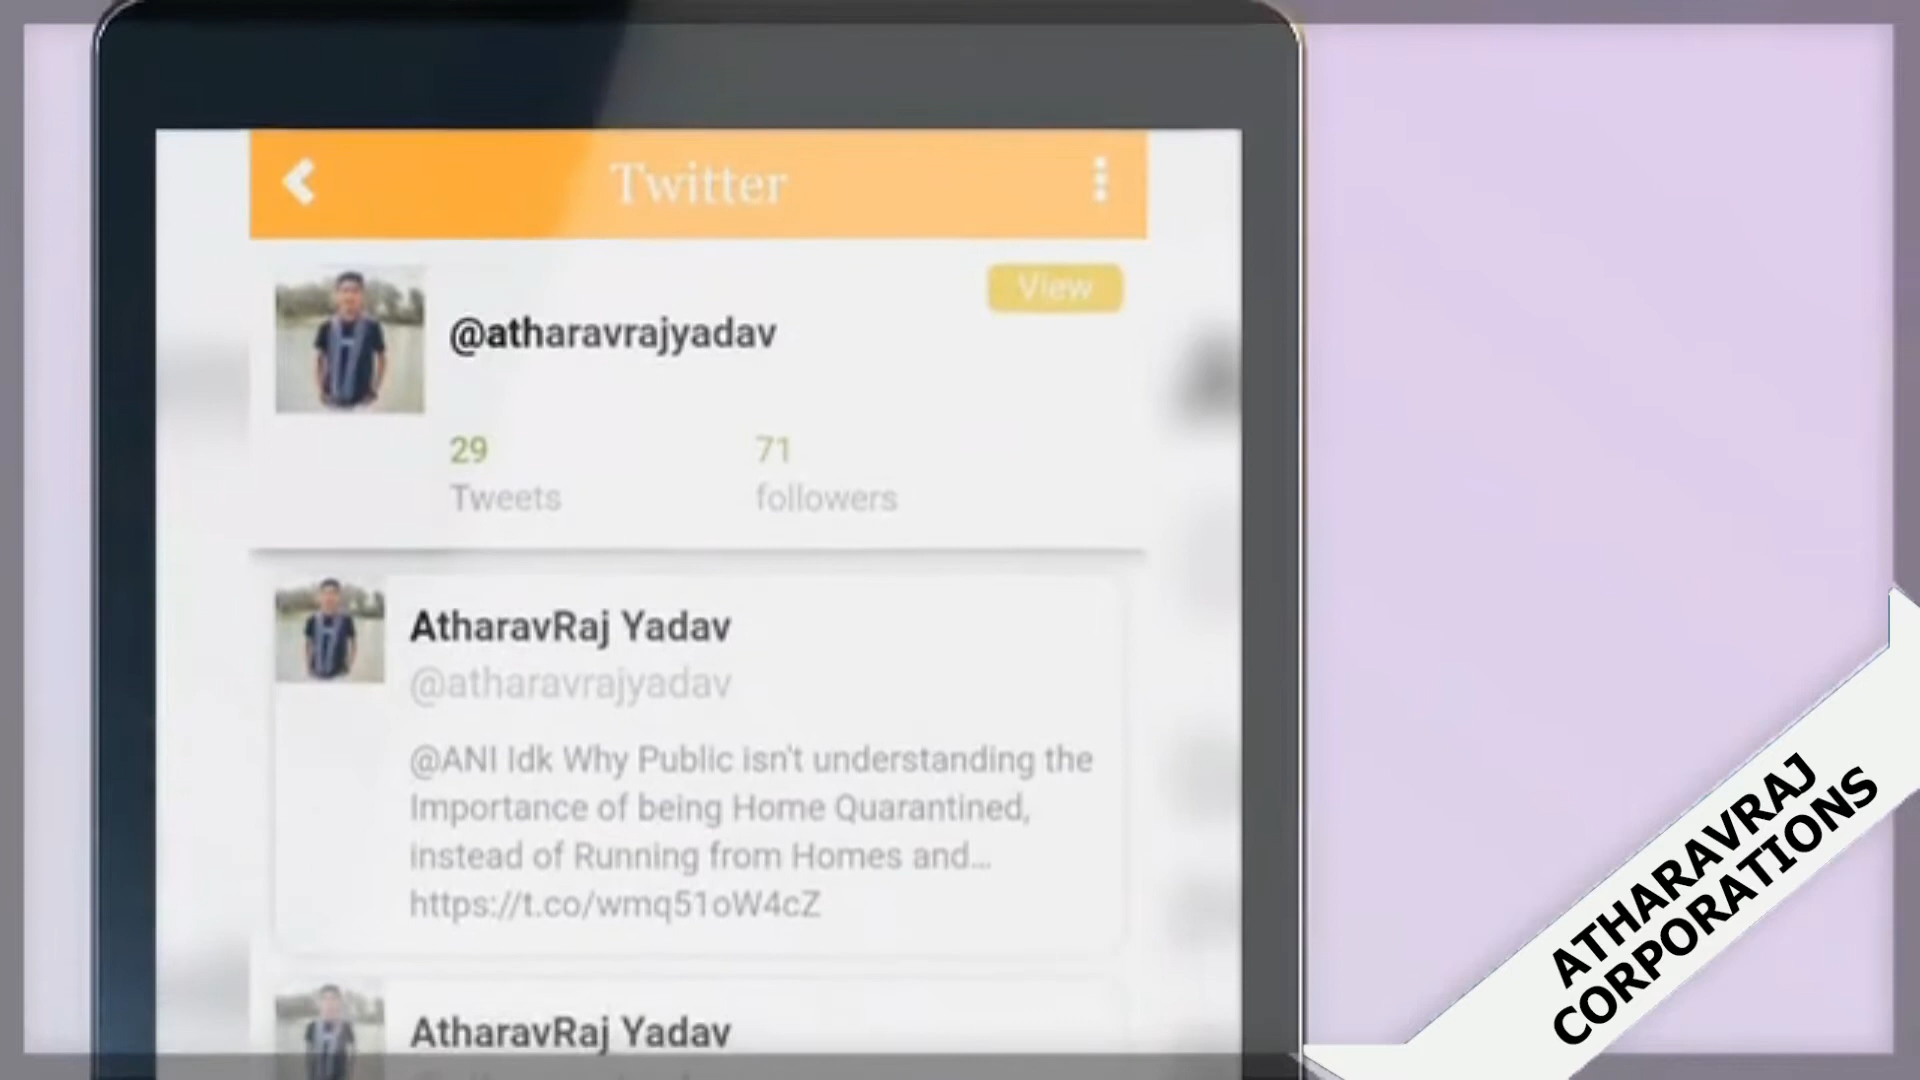 Twitter
View
@atharavrajyadav
29
71
Tweets
followers
AtharavRaj Yadav
@atharavrajyadav
@ANI Idk Why Public isn't understanding the
Importance of being Home Quarantined,
instead of Running from Homes and...
https://t.co/wmq51oW4cZ
AtharavRaj Yadav
ATHARAVRAJ
CORPORATIONS